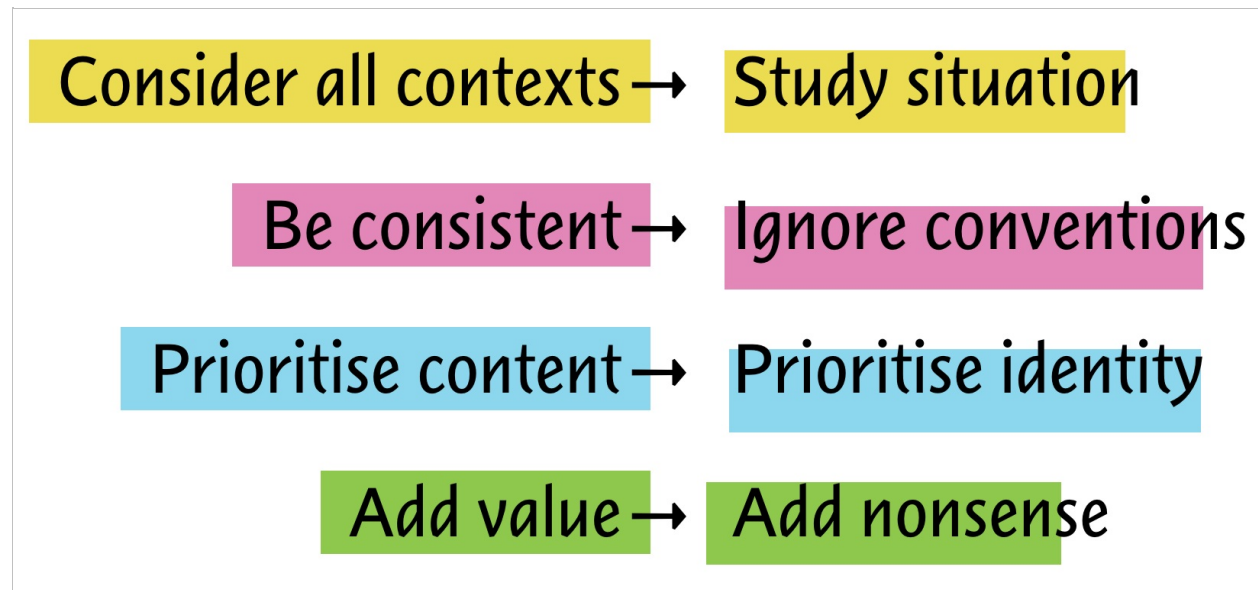 Consider all contexts → Study situation
Be consistent → Ignore conventions
Prioritise content → Prioritise identity
Add value → Add nonsense